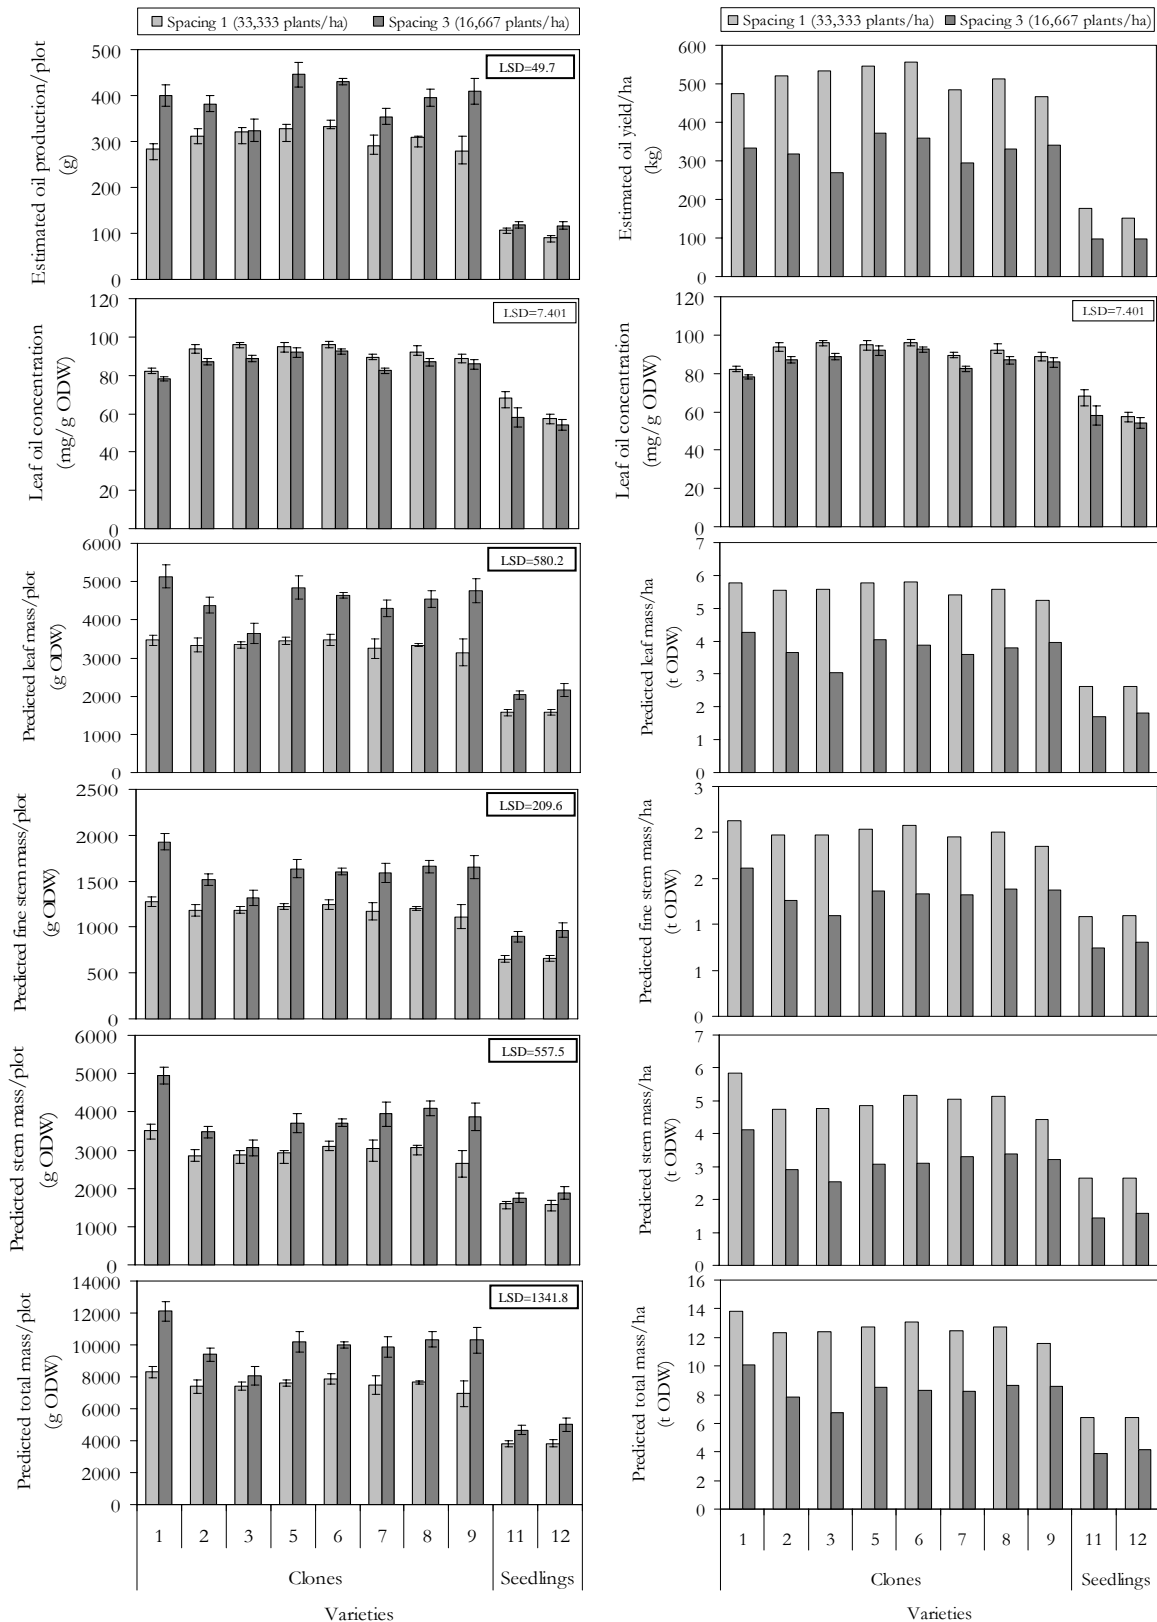 Spacing 1 (33,333 plants/ha) Spacing 3 (16,667 plants/ha)
Estimated oil production/plot
(g)
500
400
300
200
100
0
LSD=49.7
Leaf oil concentration
(mg/g ODW)
120
100
80
60
40
20
0
LSD=7.401
Predicted leaf mass/plot
(g ODW)
6000
5000
4000
3000
2000
1000
0
LSD=580.2
Predicted fine stem mass/plot
(g ODW)
2500
2000
1500
1000
500
0
LSD=209.6
Predicted stem mass/plot
(g ODW)
6000
5000
4000
3000
2000
1000
0
LSD=557.5
Predicted total mass/plot
(g ODW)
14000
12000
10000
8000
6000
4000
2000
0
LSD=1341.8
1 2 3 5 6 7 8 9 11 12
Clones Seedlings
Varieties
Spacing 1 (33,333 plants/ha) Spacing 3 (16,667 plants/ha)
Estimated oil yield/ha
(kg)
600
500
400
300
200
100
0
Leaf oil concentration
(mg/g ODW)
120
100
80
60
40
20
0
LSD=7.401
Predicted leaf mass/ha
(t ODW)
7
6
5
4
3
2
1
0
Predicted fine stem mass/ha
(t ODW)
3
2
2
1
1
0
Predicted stem mass/ha
(t ODW)
7
6
5
4
3
2
1
0
Predicted total mass/ha
(t ODW)
16
14
12
10
8
6
4
2
0
1 2 3 5 6 7 8 9 11 12
Clones Seedlings
Varieties